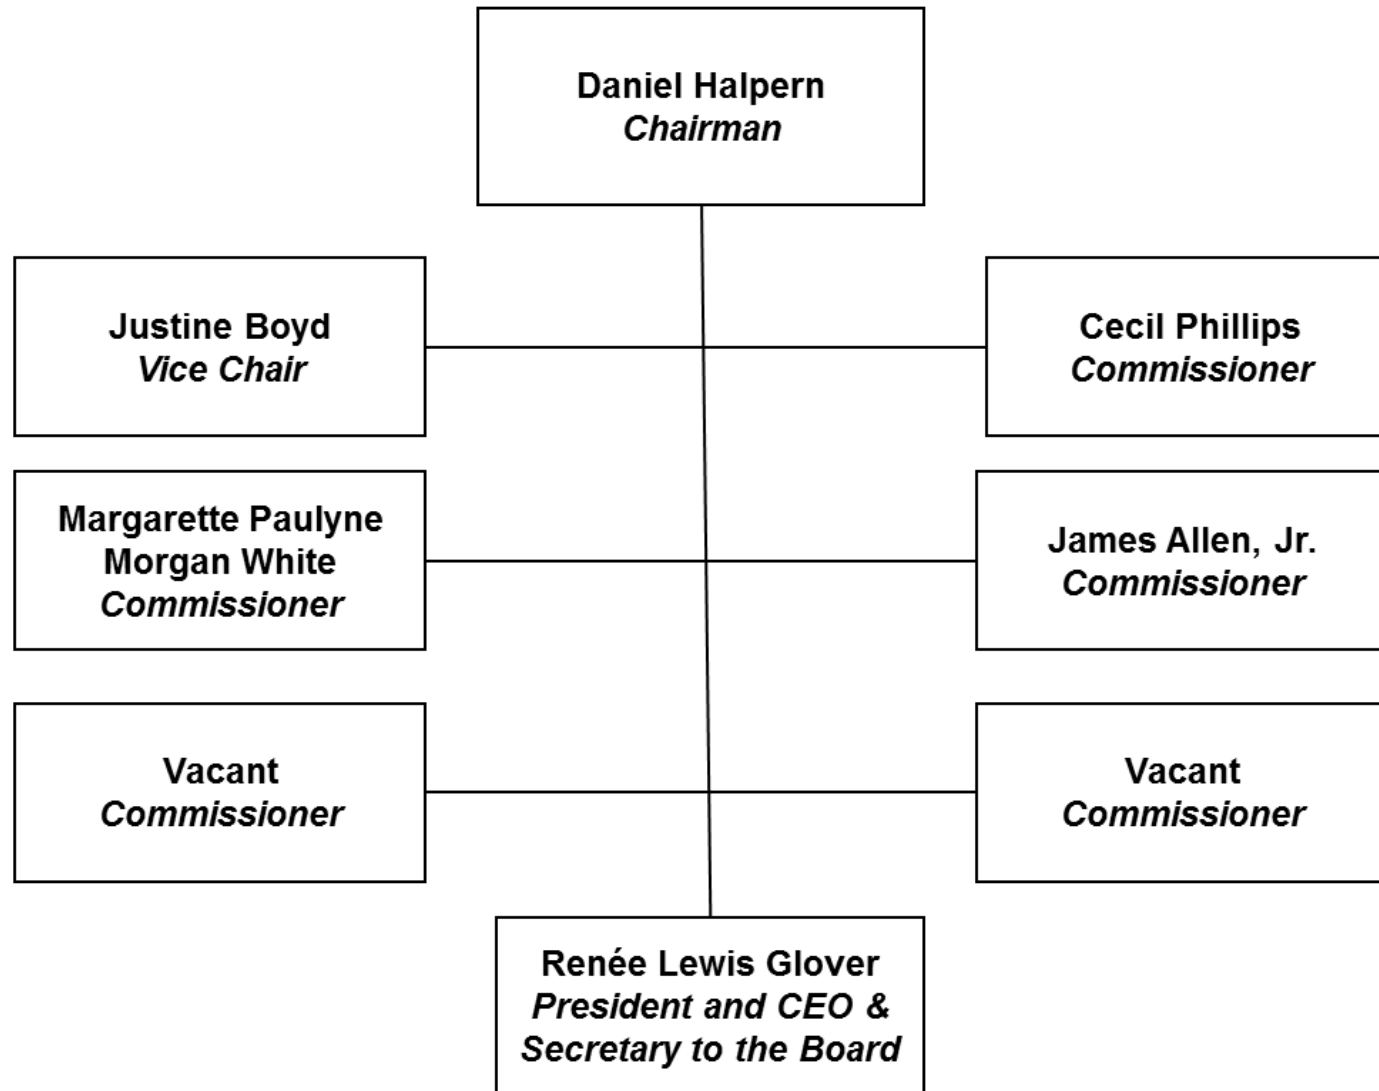 Daniel Halpern
Chairman
Justine Boyd
Vice Chair
Cecil Phillips
Commissioner
Margarette Paulyne
Morgan White
Commissioner
James Allen, Jr.
Commissioner
Vacant
Commissioner
Vacant
Commissioner
Renée Lewis Glover
President and CEO &
Secretary to the Board